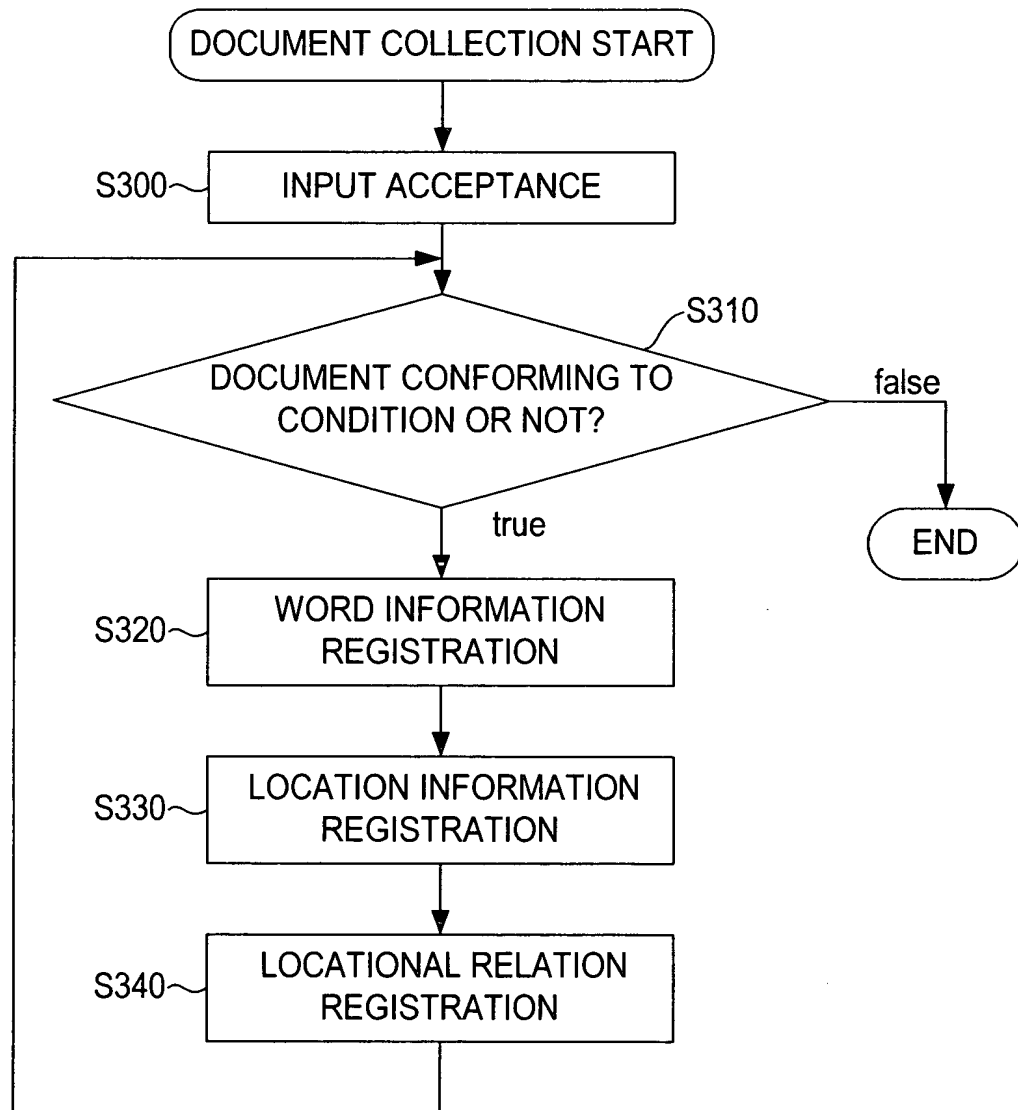 DOCUMENT COLLECTION START
S300
INPUT ACCEPTANCE
S310
DOCUMENT CONFORMING TO
CONDITION OR NOT?
false
true
END
S320
WORD INFORMATION
REGISTRATION
S330
LOCATION INFORMATION
REGISTRATION
S340
LOCATIONAL RELATION
REGISTRATION